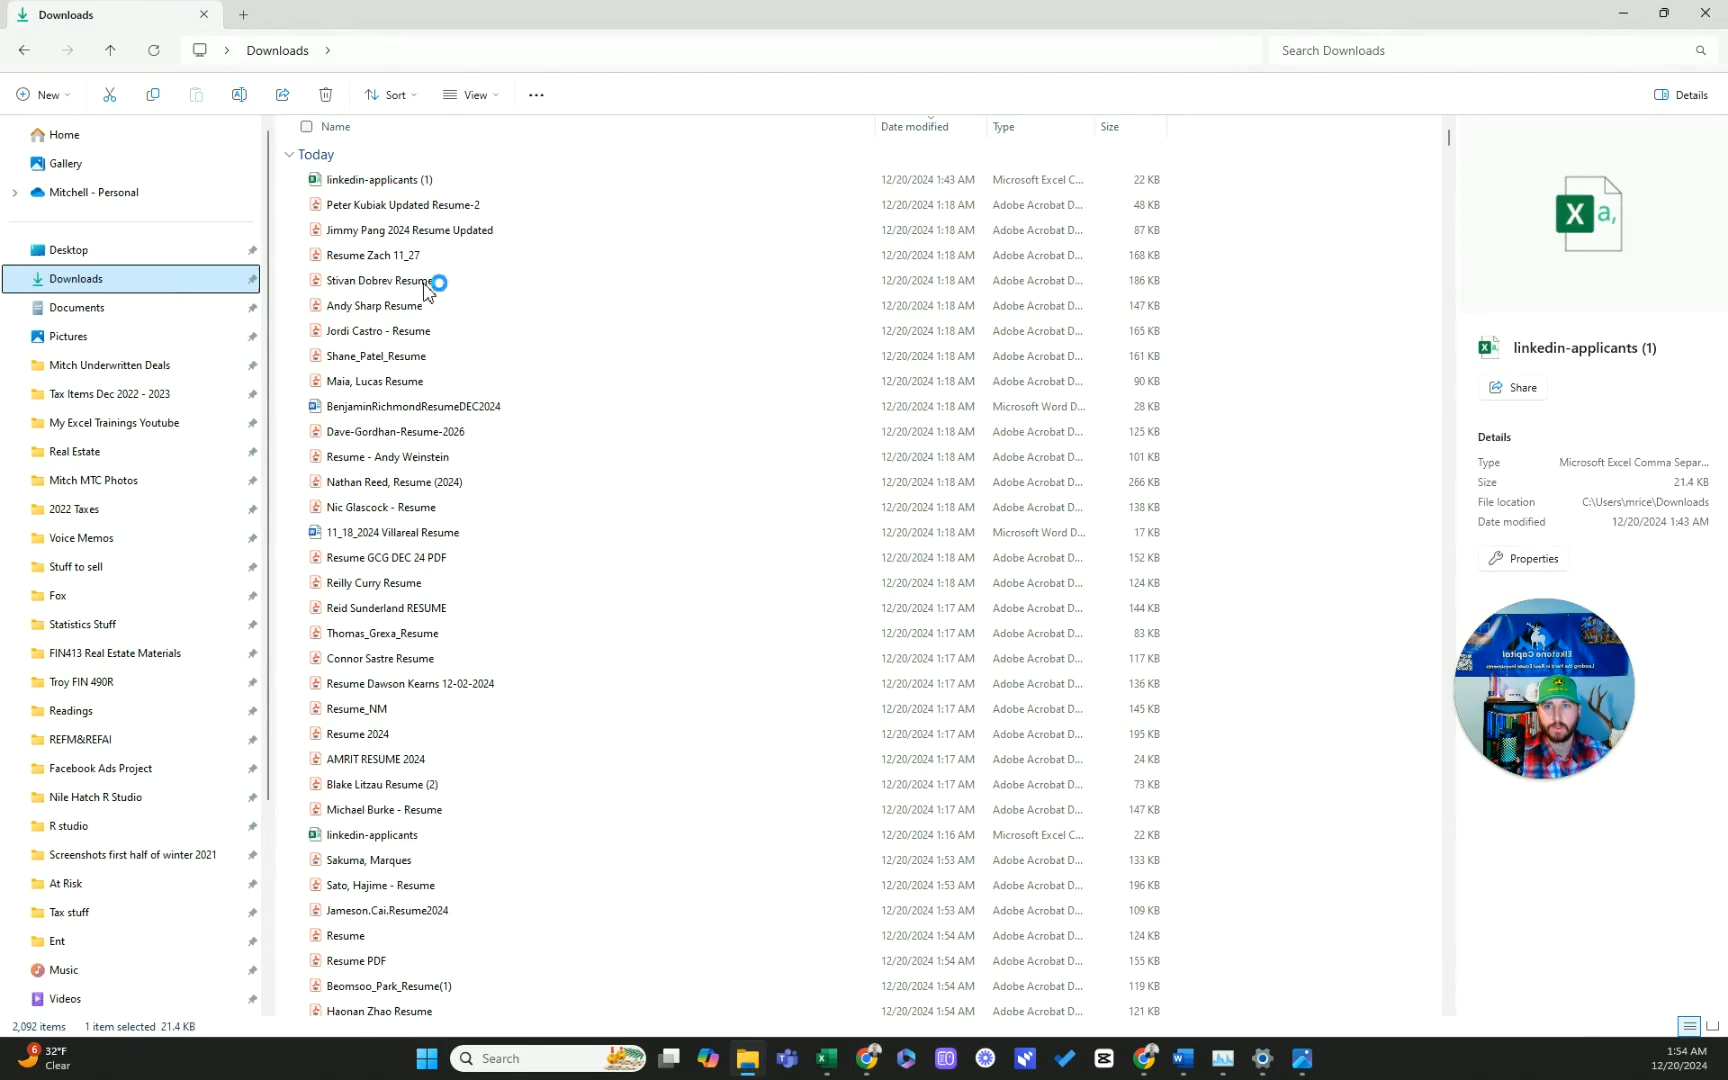 Downloads
Downloads
Search Downloads
New
Sort
View
Details
Home
Gallery
Mitchell - Personal
Desktop
Downloads
Documents
Pictures
Mitch Underwritten Deals
Tax Items Dec 2022 - 2023
My Excel Trainings Youtube
Real Estate
Mitch MTC Photos
2022 Taxes
Voice Memos
Stuff to sell
Fox
Statistics Stuff
FIN413 Real Estate Materials
Troy FIN 490R
Readings
REFM&REFAI
Facebook Ads Project
Nile Hatch R Studio
R studio
Screenshots first half of winter 2021
At Risk
Tax stuff
Ent
Music
Videos
Name Date modified Type Size
Today
linkedin-applicants (1) 12/20/2024 1:43 AM Microsoft Excel C... 22 KB
Peter Kubiak Updated Resume-2 12/20/2024 1:18 AM Adobe Acrobat D... 48 KB
Jimmy Pang 2024 Resume Updated 12/20/2024 1:18 AM Adobe Acrobat D... 87 KB
Resume Zach 11_27 12/20/2024 1:18 AM Adobe Acrobat D... 168 KB
Stivan Dobrev Resume 12/20/2024 1:18 AM Adobe Acrobat D... 186 KB
Andy Sharp Resume 12/20/2024 1:18 AM Adobe Acrobat D... 147 KB
Jordi Castro - Resume 12/20/2024 1:18 AM Adobe Acrobat D... 165 KB
Shane_Patel_Resume 12/20/2024 1:18 AM Adobe Acrobat D... 161 KB
Maia, Lucas Resume 12/20/2024 1:18 AM Adobe Acrobat D... 90 KB
BenjaminRichmondResumeDEC2024 12/20/2024 1:18 AM Microsoft Word D... 28 KB
Dave-Gordhan-Resume-2026 12/20/2024 1:18 AM Adobe Acrobat D... 125 KB
Resume - Andy Weinstein 12/20/2024 1:18 AM Adobe Acrobat D... 101 KB
Nathan Reed, Resume (2024) 12/20/2024 1:18 AM Adobe Acrobat D... 266 KB
Nic Glascock - Resume 12/20/2024 1:18 AM Adobe Acrobat D... 138 KB
11_18_2024 Villareal Resume 12/20/2024 1:18 AM Microsoft Word D... 17 KB
Resume GCG DEC 24 PDF 12/20/2024 1:18 AM Adobe Acrobat D... 152 KB
Reilly Curry Resume 12/20/2024 1:18 AM Adobe Acrobat D... 124 KB
Reid Sunderland RESUME 12/20/2024 1:17 AM Adobe Acrobat D... 144 KB
Thomas_Grexa_Resume 12/20/2024 1:17 AM Adobe Acrobat D... 83 KB
Connor Sastre Resume 12/20/2024 1:17 AM Adobe Acrobat D... 117 KB
Resume Dawson Kearns 12-02-2024 12/20/2024 1:17 AM Adobe Acrobat D... 136 KB
Resume_NM 12/20/2024 1:17 AM Adobe Acrobat D... 145 KB
Resume 2024 12/20/2024 1:17 AM Adobe Acrobat D... 195 KB
AMRIT RESUME 2024 12/20/2024 1:17 AM Adobe Acrobat D... 24 KB
Blake Litzau Resume (2) 12/20/2024 1:17 AM Adobe Acrobat D... 73 KB
Michael Burke - Resume 12/20/2024 1:17 AM Adobe Acrobat D... 147 KB
linkedin-applicants 12/20/2024 1:16 AM Microsoft Excel C... 22 KB
Sakuma, Marques 12/20/2024 1:53 AM Adobe Acrobat D... 133 KB
Sato, Hajime - Resume 12/20/2024 1:53 AM Adobe Acrobat D... 196 KB
Jameson.Cai.Resume2024 12/20/2024 1:53 AM Adobe Acrobat D... 109 KB
Resume 12/20/2024 1:54 AM Adobe Acrobat D... 124 KB
Resume PDF 12/20/2024 1:54 AM Adobe Acrobat D... 155 KB
Beomsoo_Park_Resume(1) 12/20/2024 1:54 AM Adobe Acrobat D... 119 KB
Haonan Zhao Resume 12/20/2024 1:54 AM Adobe Acrobat D... 121 KB
linkedin-applicants (1)
Share
Details
Type Microsoft Excel Comma Separ...
Size 21.4 KB
File location C:\Users\mrice\Downloads
Date modified 12/20/2024 1:43 AM
Properties
Elkstone Capital
Leading the Herd in Real Estate Investments
2,092 items 1 item selected 21.4 KB
6
32°F
Clear
Search
1:54 AM
12/20/2024